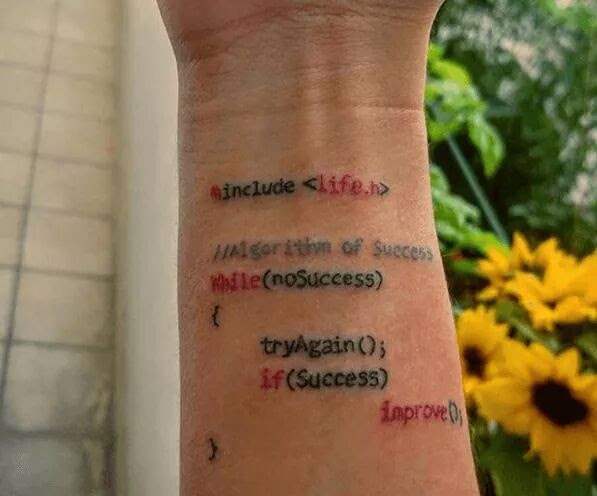 #include <life.h>
//Algorithm of Success
While(noSuccess)
{
tryAgain();
if(Success)
improve();
}